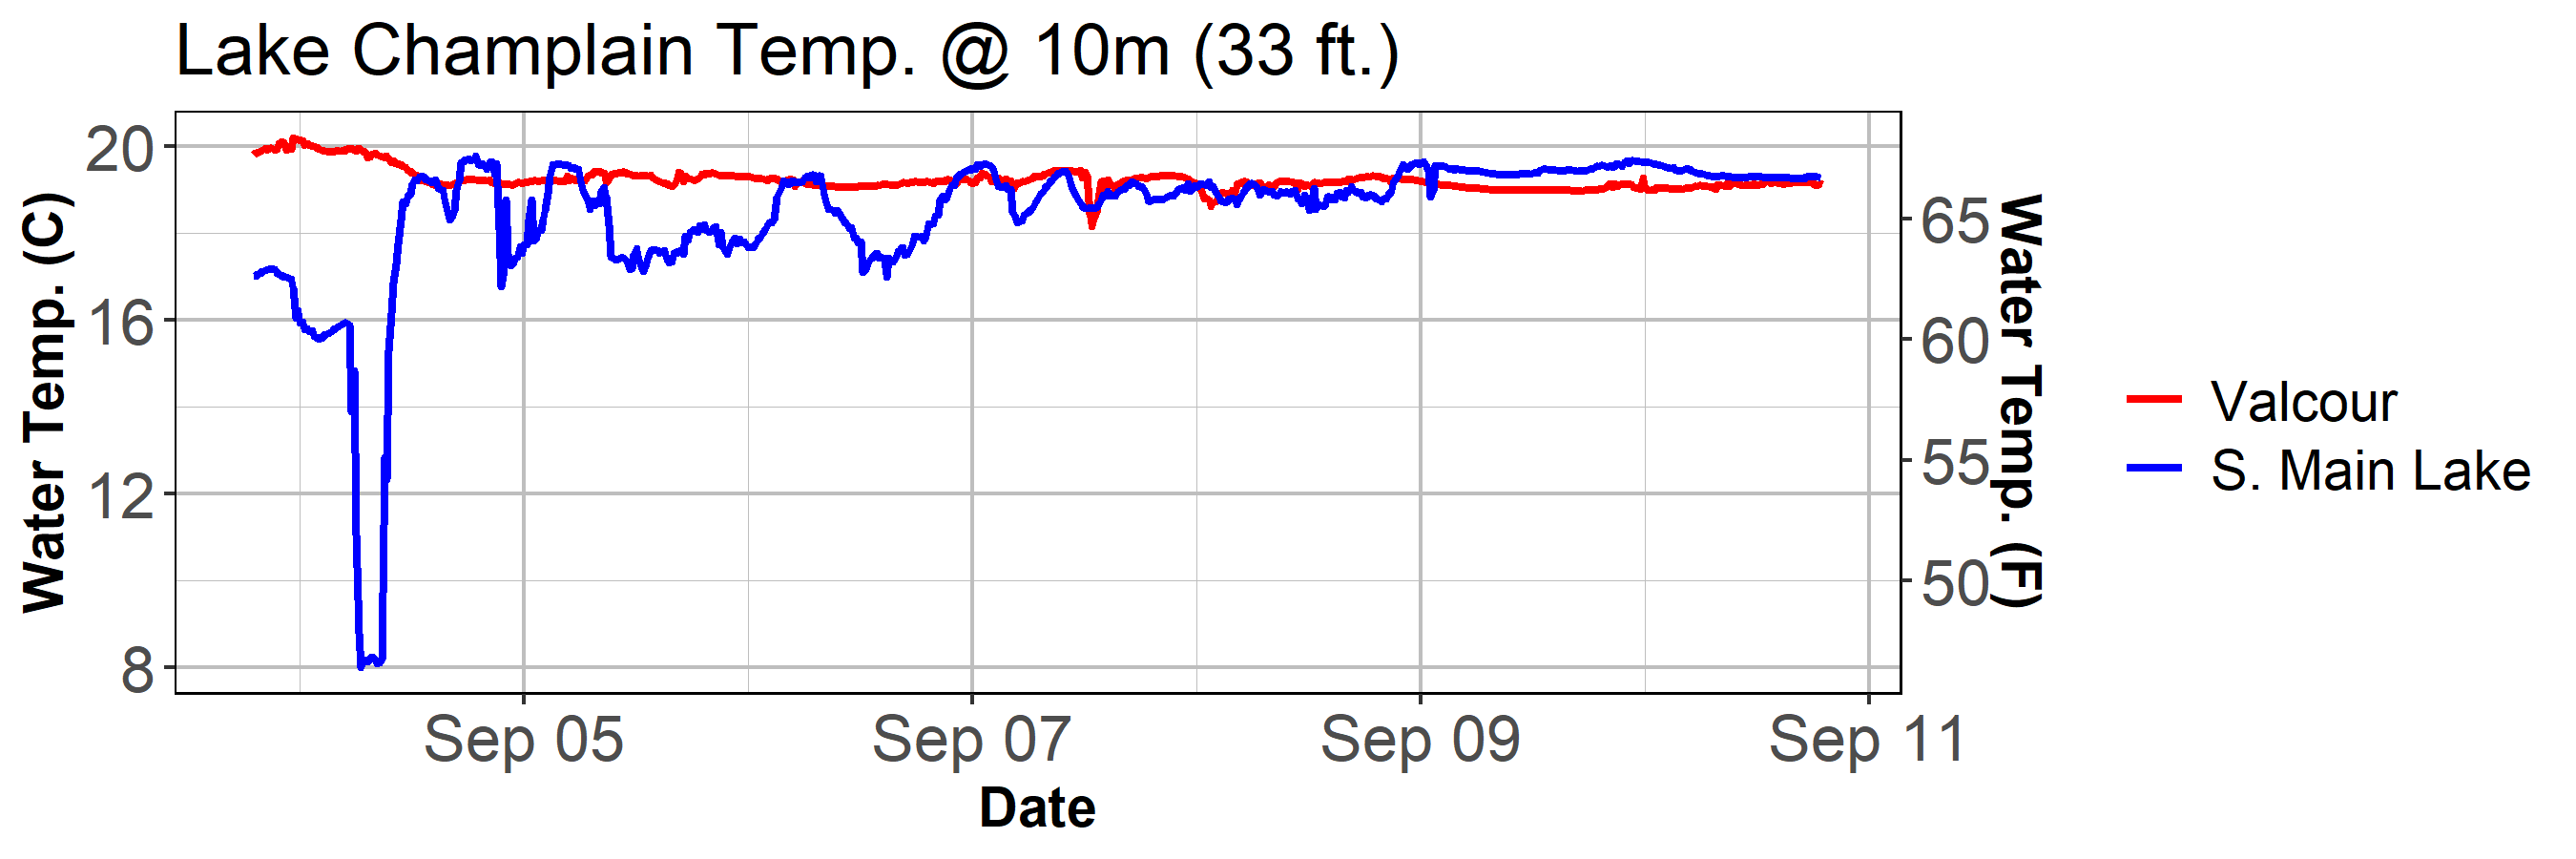 Lake Champlain Temp. @ 10m (33 ft.)
Water Temp. (C)
20
16
12
8
65
60
55
50
Water Temp. (F)
Sep 05
Sep 07
Sep 09
Sep 11
Date
Valcour
S. Main Lake